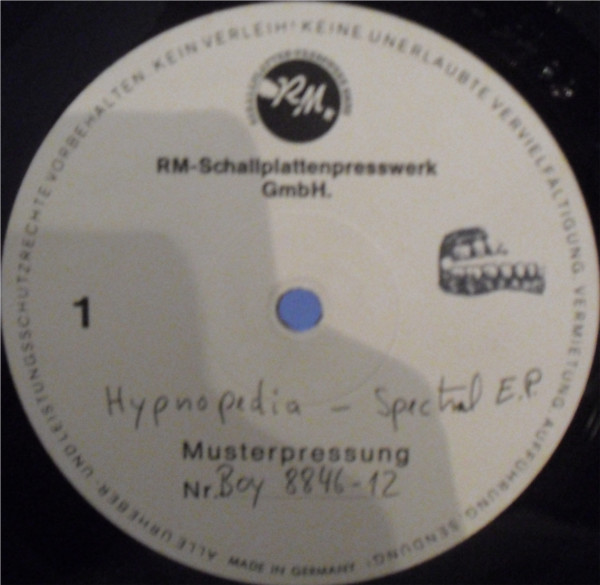 ALLE URHEBER- UND LEISTUNGSSCHUTZRECHTE VORBEHALTEN. KEIN VERLEIH! KEINE UNERLAUBTE VERVIELFÄLTIGUNG, VERMIETUNG, AUFFÜHRUNG, SENDUNG!
RM.
RM-Schallplattenpresswerk
GmbH.
1
Hypnopedia – Spectral E.P.
Musterpressung
Nr. Boy 8846-12
MADE IN GERMANY